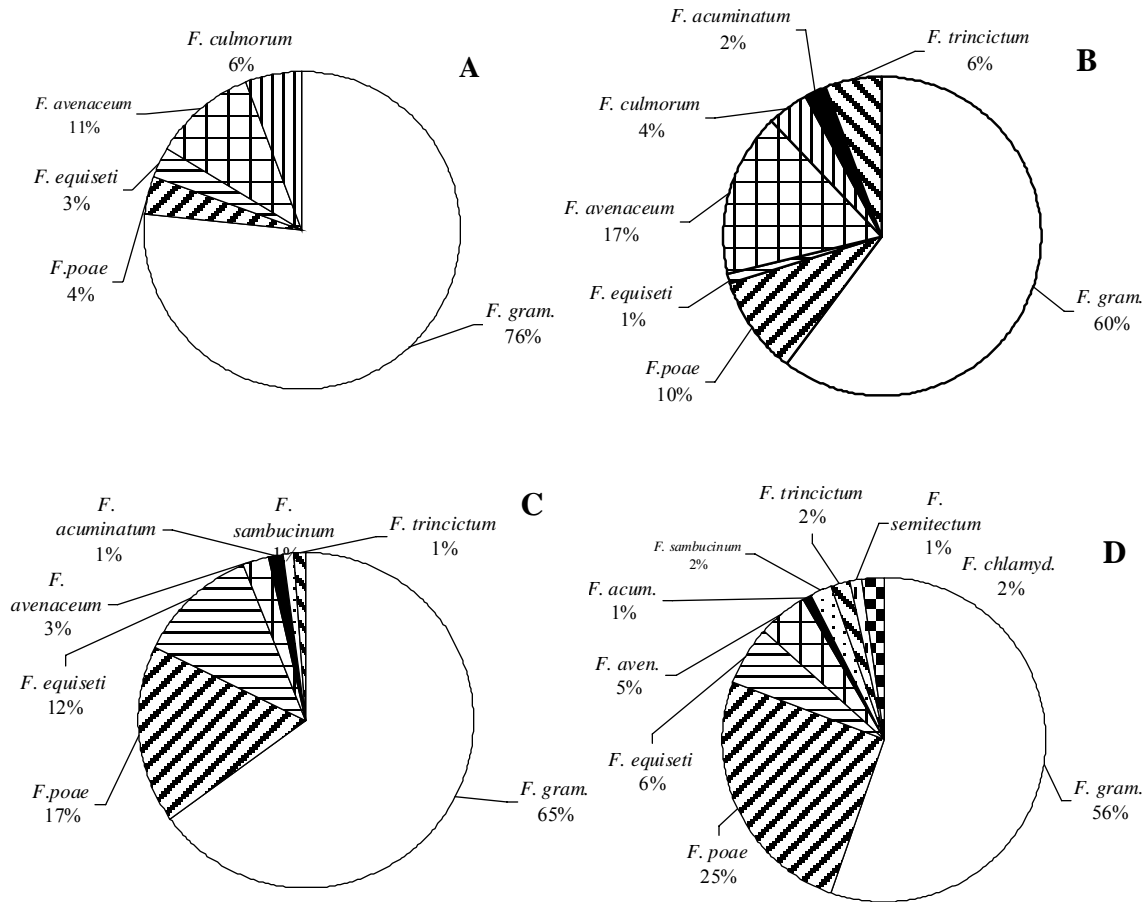 A
F. culmorum
6%
F. avenaceum
11%
F. equiseti
3%
F.poae
4%
F. gram.
76%
B
F. acuminatum
2%
F. trincictum
6%
F. culmorum
4%
F. avenaceum
17%
F. equiseti
1%
F.poae
10%
F. gram.
60%
C
F.
acuminatum
1%
F.
sambucinum
1%
F. trincictum
1%
F.
avenaceum
3%
F. equiseti
12%
F.poae
17%
F. gram.
65%
D
F. trincictum
2%
F.
semitectum
1%
F. chlamyd.
2%
F. sambucinum
2%
F. acum.
1%
F. aven.
5%
F. equiseti
6%
F. poae
25%
F. gram.
56%